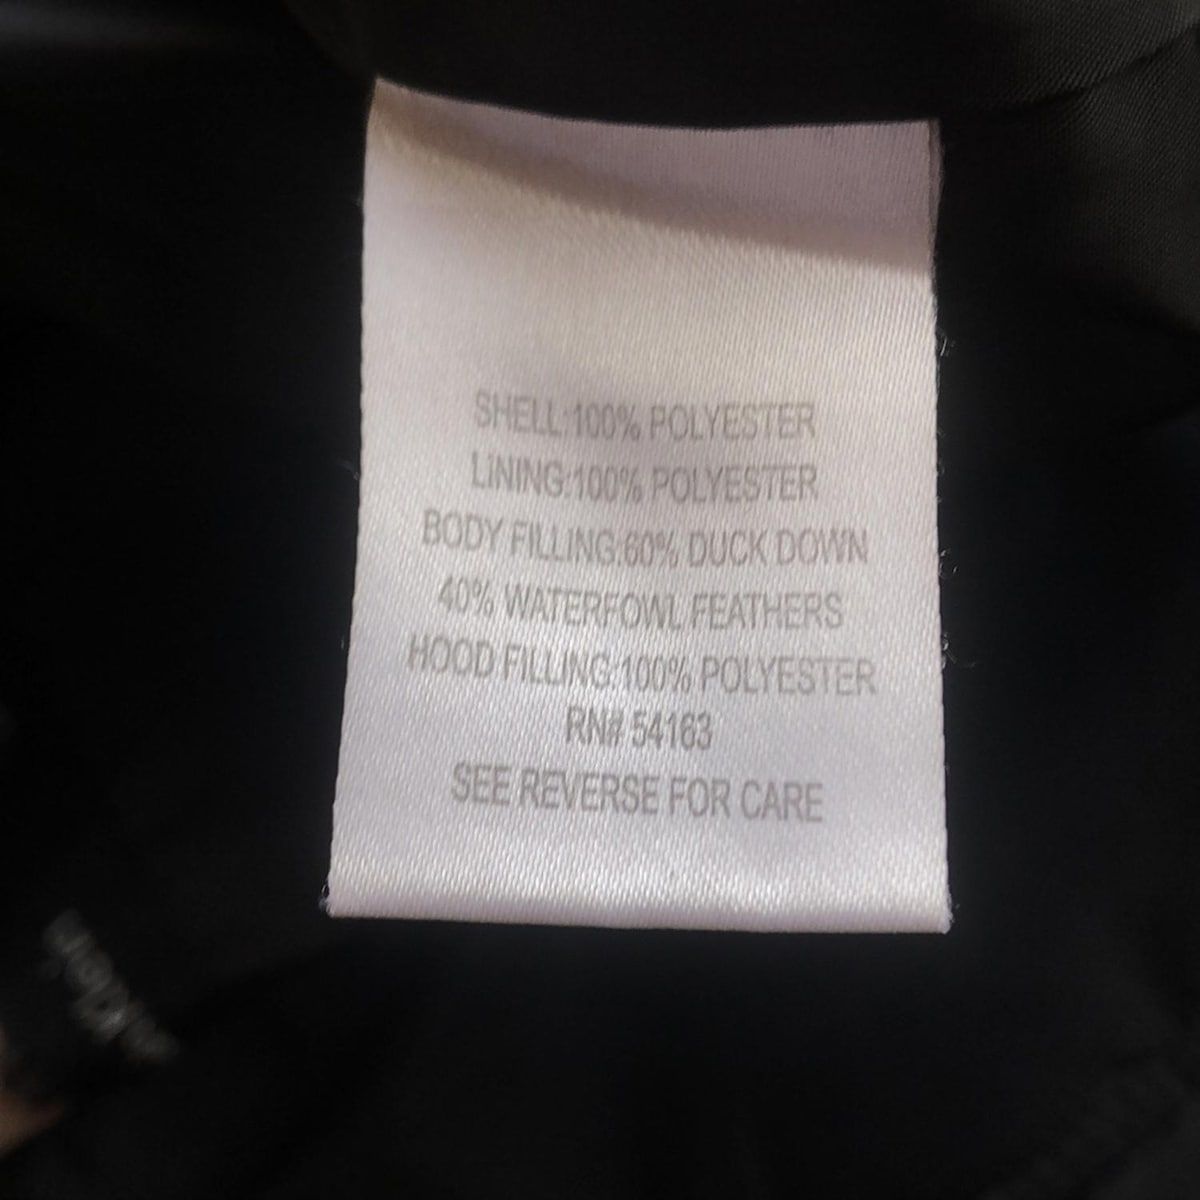 SHELL:100% POLYESTER
LINING:100% POLYESTER
BODY FILLING:60% DUCK DOWN
40% WATERFOWL FEATHERS
HOOD FILLING:100% POLYESTER
RN# 54163
SEE REVERSE FOR CARE